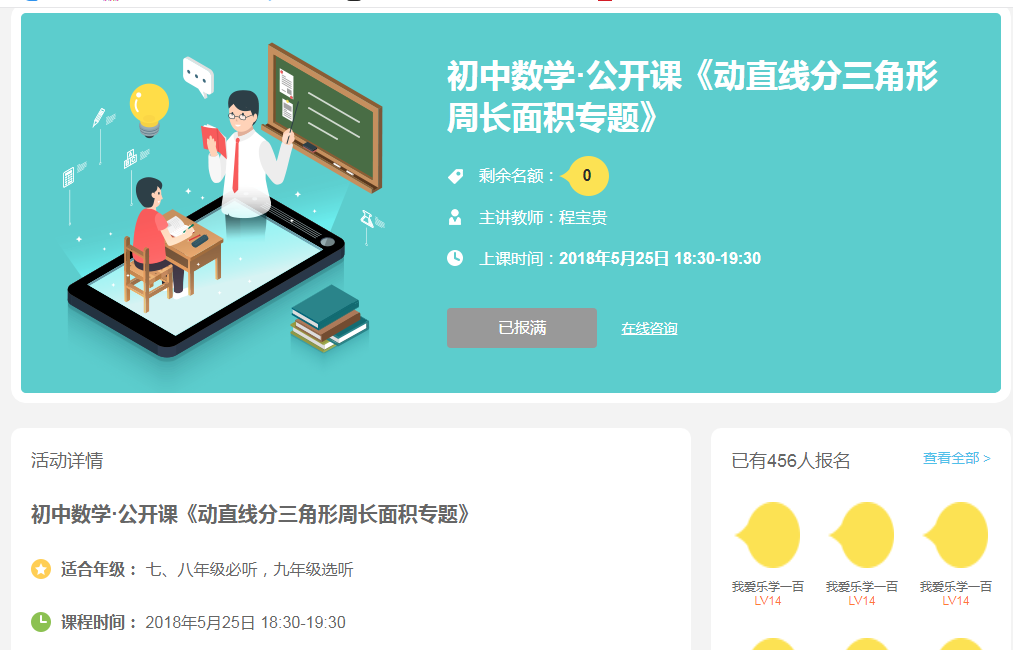 初中数学·公开课《动直线分三角形
周长面积专题》
剩余名额： 0
主讲教师：程宝贵
上课时间：2018年5月25日 18:30-19:30
已报满 在线咨询
活动详情
初中数学·公开课《动直线分三角形周长面积专题》
适合年级： 七、八年级必听，九年级选听
课程时间： 2018年5月25日 18:30-19:30
已有456人报名 查看全部 >
我爱乐学一百 我爱乐学一百 我爱乐学一百
LV14 LV14 LV14